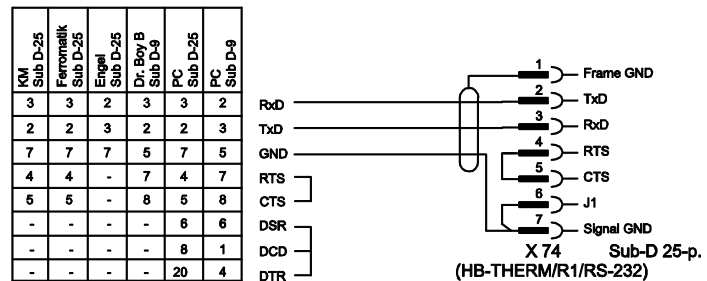 KM Sub D-25 Ferromatik Sub D-25 Engel Sub D-25 Dr. Boy B Sub D-9 PC Sub D-25 PC Sub D-9
3 3 2 3 3 2 RxD
2 2 3 2 2 3 TxD
7 7 7 5 7 5 GND
4 4 - 7 4 7 RTS
5 5 - 8 5 8 CTS
- - - - 6 6 DSR
- - - - 8 1 DCD
- - - - 20 4 DTR
1 Frame GND
2 TxD
3 RxD
4 RTS
5 CTS
6 J1
7 Signal GND
X 74 Sub-D 25-p.
(HB-THERM/R1/RS-232)